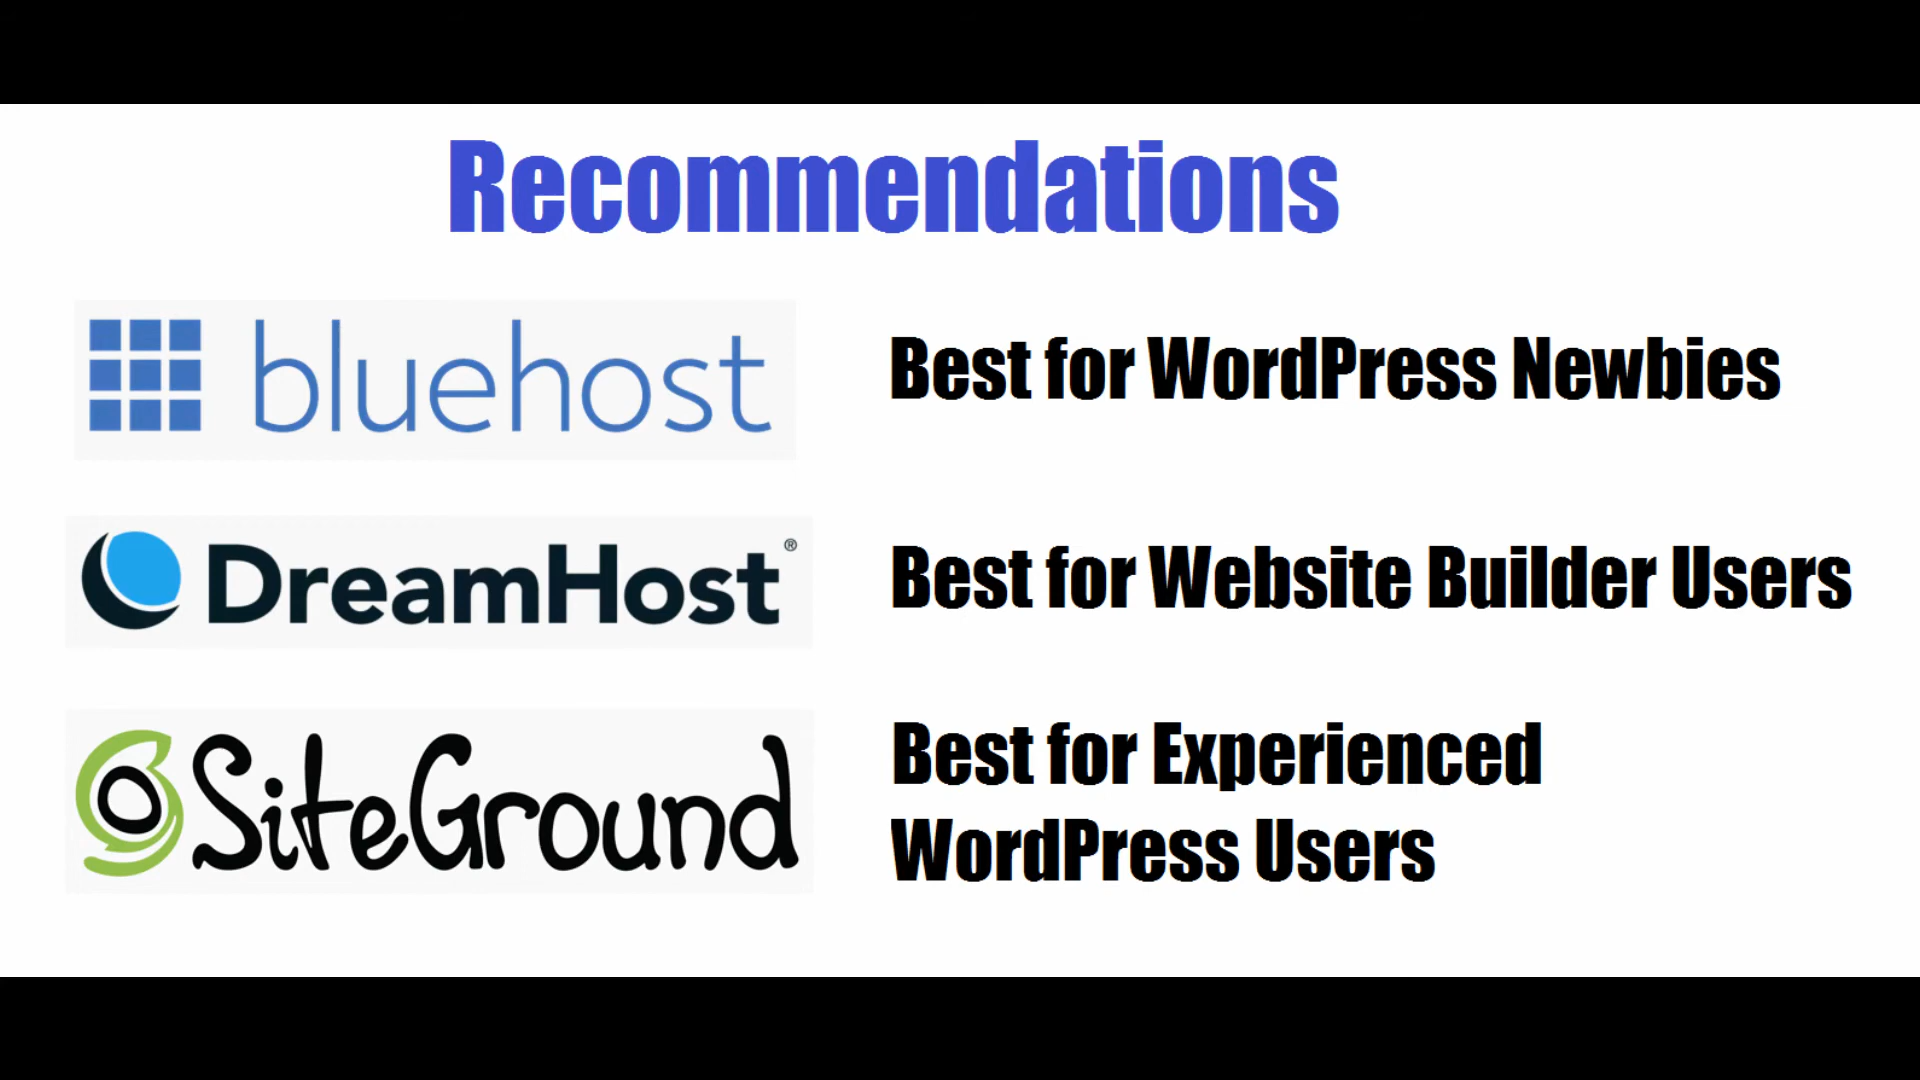 Recommendations
bluehost
Best for WordPress Newbies
DreamHost®
Best for Website Builder Users
SiteGround
Best for Experienced
WordPress Users